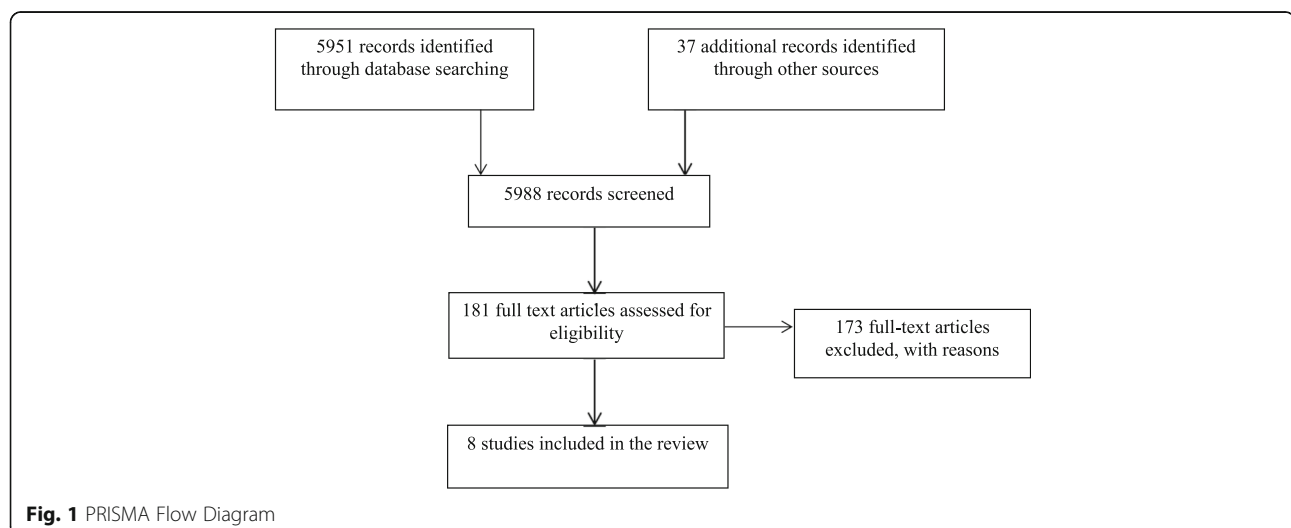 5951 records identified
through database searching
37 additional records identified
through other sources
5988 records screened
181 full text articles assessed for
eligibility
173 full-text articles
excluded, with reasons
8 studies included in the review
Fig. 1 PRISMA Flow Diagram